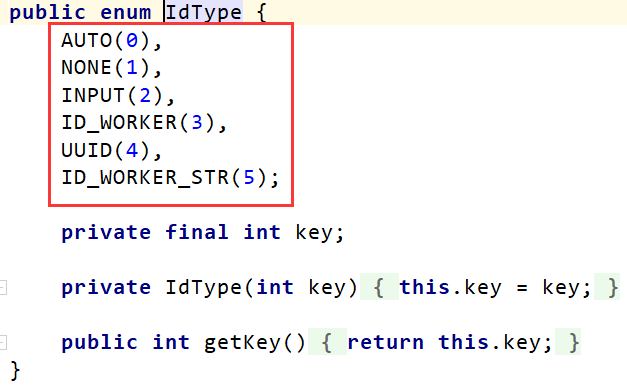 public enum IdType {
    AUTO(0),
    NONE(1),
    INPUT(2),
    ID_WORKER(3),
    UUID(4),
    ID_WORKER_STR(5);
    private final int key;
    private IdType(int key) { this.key = key; }
    public int getKey() { return this.key; }
}